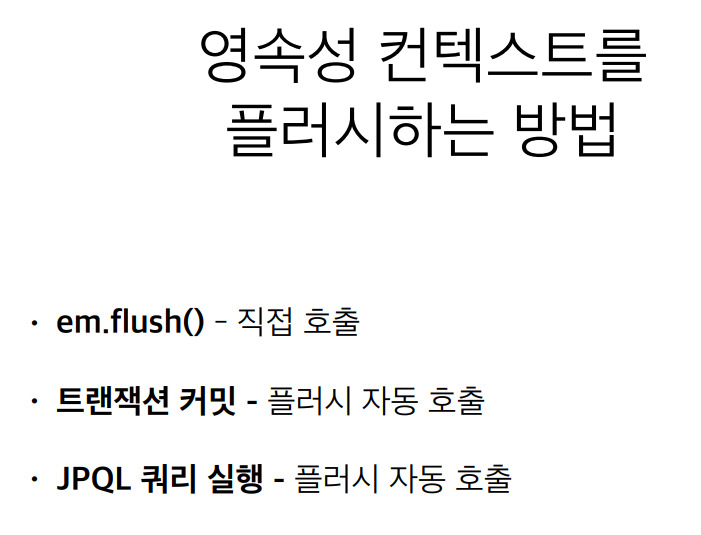 영속성 컨텍스트를
플러시하는 방법
• em.flush() – 직접 호출
• 트랜잭션 커밋 - 플러시 자동 호출
• JPQL 쿼리 실행 - 플러시 자동 호출